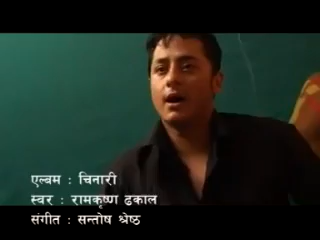 एल्बम : चिनारी
स्वर : रामकृष्ण ढकाल
संगीत : सन्तोष श्रेष्ठ